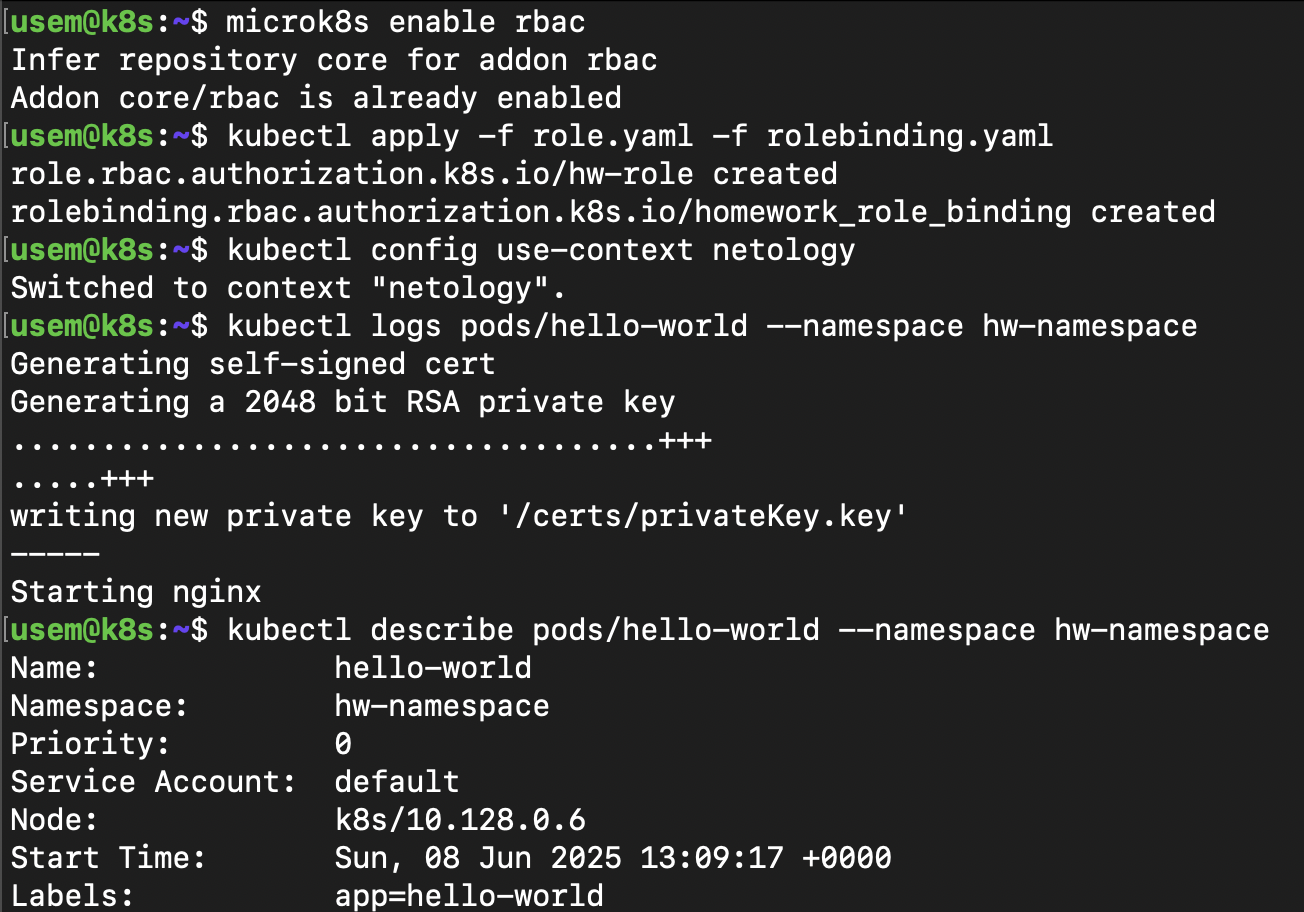 [usem@k8s:~$ microk8s enable rbac
Infer repository core for addon rbac
Addon core/rbac is already enabled
[usem@k8s:~$ kubectl apply -f role.yaml -f rolebinding.yaml
role.rbac.authorization.k8s.io/hw-role created
rolebinding.rbac.authorization.k8s.io/homework_role_binding created
[usem@k8s:~$ kubectl config use-context netology
Switched to context "netology".
[usem@k8s:~$ kubectl logs pods/hello-world --namespace hw-namespace
Generating self-signed cert
Generating a 2048 bit RSA private key
....................................+++
.....+++
writing new private key to '/certs/privateKey.key'
-----
Starting nginx
[usem@k8s:~$ kubectl describe pods/hello-world --namespace hw-namespace
Name:             hello-world
Namespace:        hw-namespace
Priority:         0
Service Account:  default
Node:             k8s/10.128.0.6
Start Time:       Sun, 08 Jun 2025 13:09:17 +0000
Labels:           app=hello-world